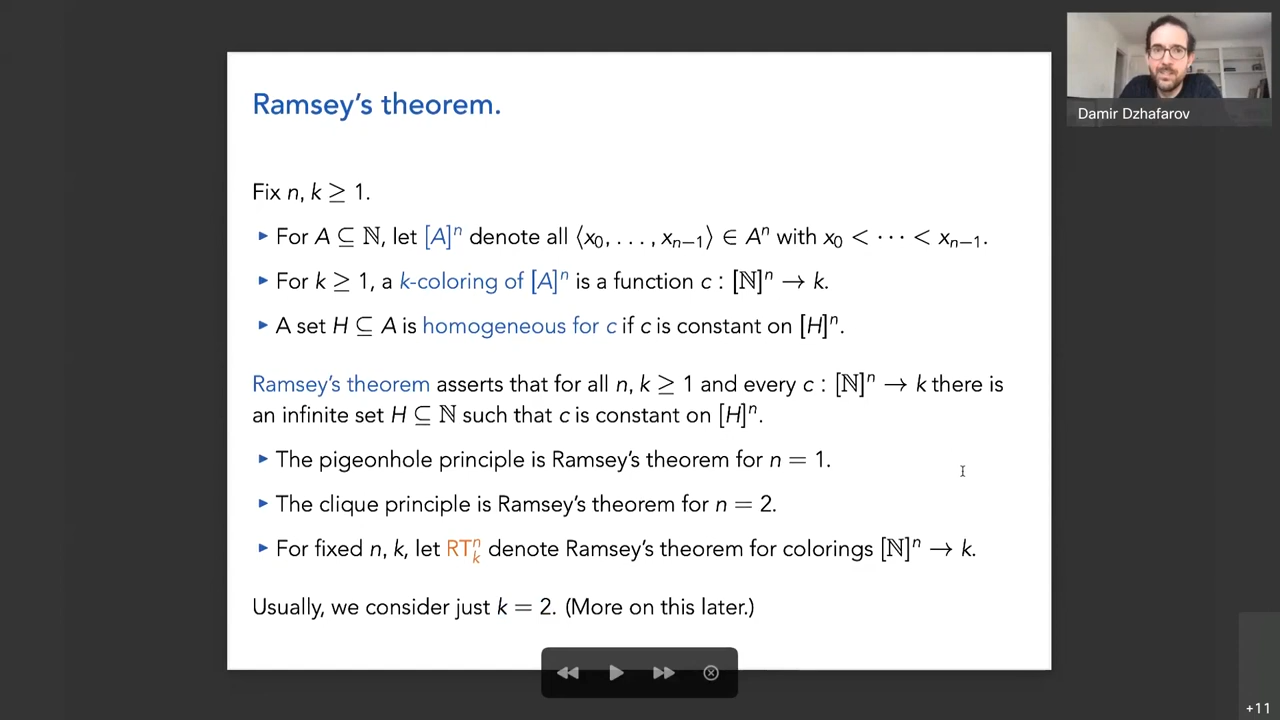 Ramsey's theorem.
Damir Dzhafarov
Fix n, k ≥ 1.
▸ For A ⊆ ℕ, let [A]ⁿ denote all ⟨x₀, . . . , xₙ₋₁⟩ ∈ Aⁿ with x₀ < ··· < xₙ₋₁.
▸ For k ≥ 1, a k-coloring of [A]ⁿ is a function c : [ℕ]ⁿ → k.
▸ A set H ⊆ A is homogeneous for c if c is constant on [H]ⁿ.
Ramsey's theorem asserts that for all n, k ≥ 1 and every c : [ℕ]ⁿ → k there is
an infinite set H ⊆ ℕ such that c is constant on [H]ⁿ.
▸ The pigeonhole principle is Ramsey's theorem for n = 1.
▸ The clique principle is Ramsey's theorem for n = 2.
▸ For fixed n, k, let RTⁿₖ denote Ramsey's theorem for colorings [ℕ]ⁿ → k.
Usually, we consider just k = 2. (More on this later.)
+11